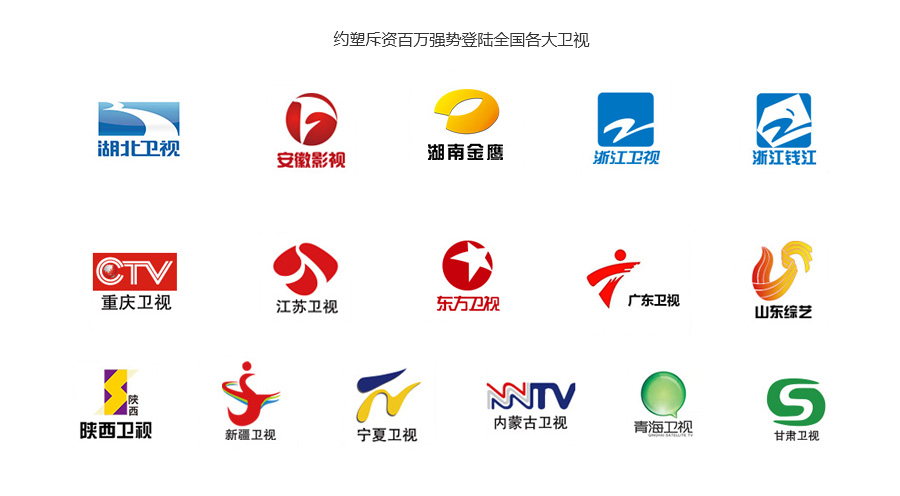 约塑斥资百万强势登陆全国各大卫视
湖北卫视
安徽影视
湖南金鹰
浙江卫视
浙江钱江
CTV
重庆卫视
江苏卫视
东方卫视
广东卫视
山东综艺
陕西
陕西卫视
新疆卫视
宁夏卫视
NTV
内蒙古卫视
青海卫视
QINGHAI SATELLITE TV
甘肃卫视